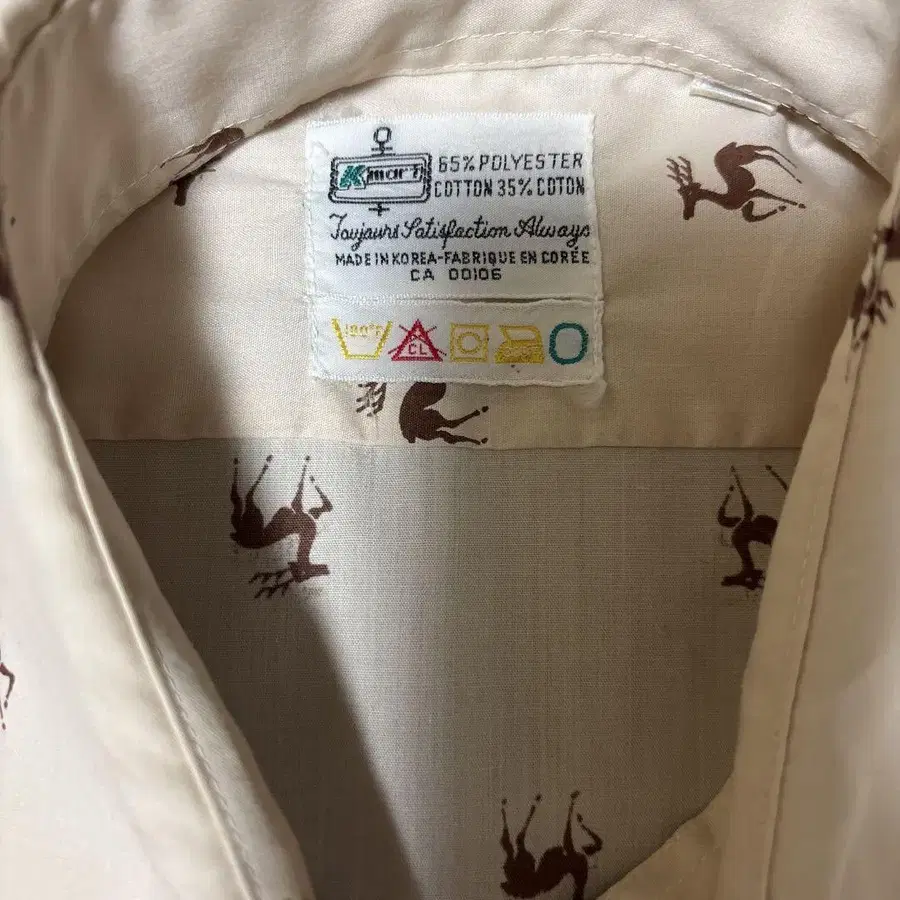 Kmart
65% POLYESTER
COTTON 35% COTON
Toujours Satisfaction Always
MADE IN KOREA-FABRIQUE EN CORÉE
CA 00106
CL